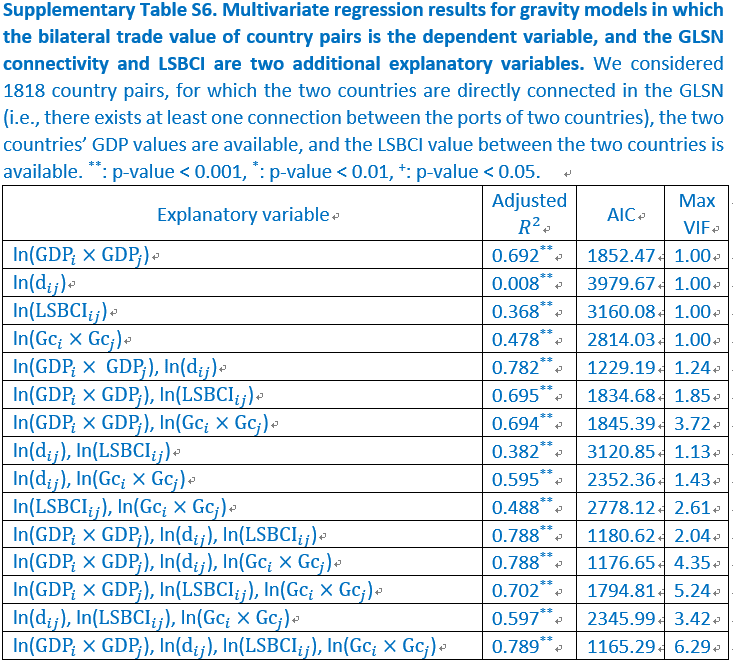 Supplementary Table S6. Multivariate regression results for gravity models in which
the bilateral trade value of country pairs is the dependent variable, and the GLSN
connectivity and LSBCI are two additional explanatory variables. We considered
1818 country pairs, for which the two countries are directly connected in the GLSN
(i.e., there exists at least one connection between the ports of two countries), the two
countries’ GDP values are available, and the LSBCI value between the two countries is
available. **: p-value < 0.001, *: p-value < 0.01, +: p-value < 0.05.
Explanatory variable Adjusted R² AIC Max VIF
ln(GDPᵢ × GDPⱼ) 0.692** 1852.47 1.00
ln(dᵢⱼ) 0.008** 3979.67 1.00
ln(LSBCIᵢⱼ) 0.368** 3160.08 1.00
ln(Gcᵢ × Gcⱼ) 0.478** 2814.03 1.00
ln(GDPᵢ × GDPⱼ), ln(dᵢⱼ) 0.782** 1229.19 1.24
ln(GDPᵢ × GDPⱼ), ln(LSBCIᵢⱼ) 0.695** 1834.68 1.85
ln(GDPᵢ × GDPⱼ), ln(Gcᵢ × Gcⱼ) 0.694** 1845.39 3.72
ln(dᵢⱼ), ln(LSBCIᵢⱼ) 0.382** 3120.85 1.13
ln(dᵢⱼ), ln(Gcᵢ × Gcⱼ) 0.595** 2352.36 1.43
ln(LSBCIᵢⱼ), ln(Gcᵢ × Gcⱼ) 0.488** 2778.12 2.61
ln(GDPᵢ × GDPⱼ), ln(dᵢⱼ), ln(LSBCIᵢⱼ) 0.788** 1180.62 2.04
ln(GDPᵢ × GDPⱼ), ln(dᵢⱼ), ln(Gcᵢ × Gcⱼ) 0.788** 1176.65 4.35
ln(GDPᵢ × GDPⱼ), ln(LSBCIᵢⱼ), ln(Gcᵢ × Gcⱼ) 0.702** 1794.81 5.24
ln(dᵢⱼ), ln(LSBCIᵢⱼ), ln(Gcᵢ × Gcⱼ) 0.597** 2345.99 3.42
ln(GDPᵢ × GDPⱼ), ln(dᵢⱼ), ln(LSBCIᵢⱼ), ln(Gcᵢ × Gcⱼ) 0.789** 1165.29 6.29